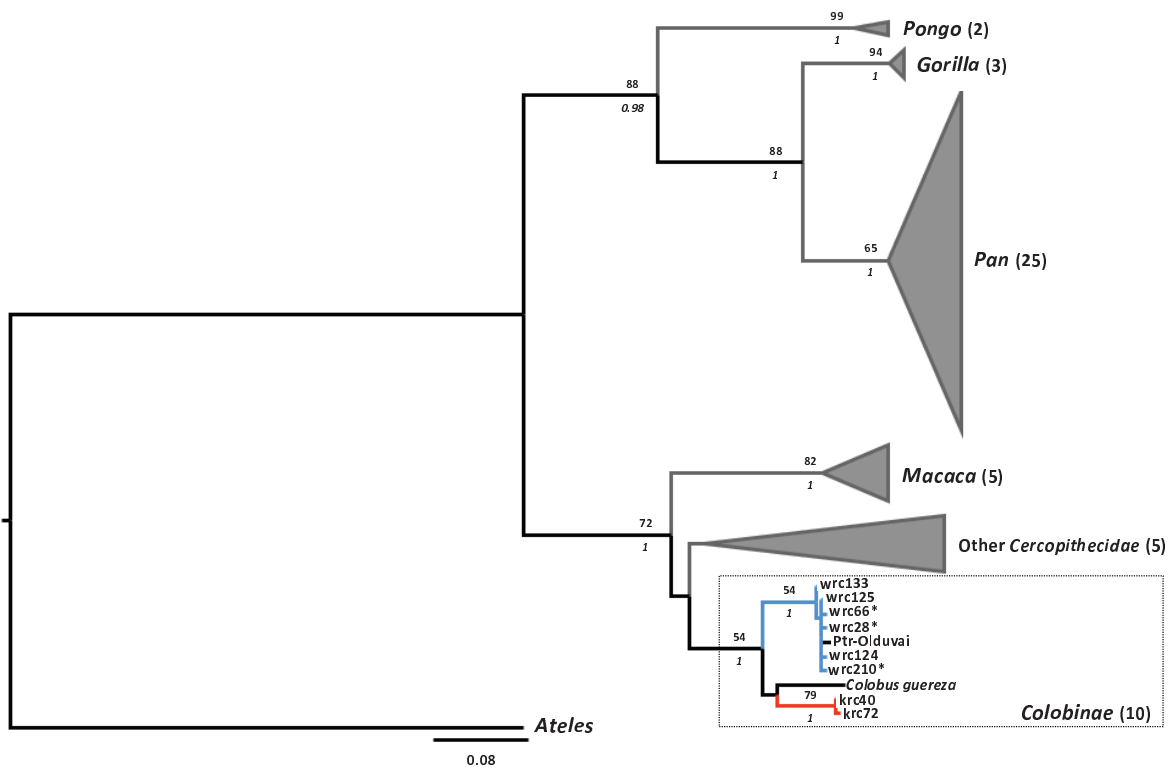 99
1
Pongo (2)
94
1
Gorilla (3)
88
0.98
88
1
65
1
Pan (25)
82
1
Macaca (5)
72
1
Other Cercopithecidae (5)
54
1
wrc133
wrc125
wrc66*
wrc28*
Ptr-Olduvai
wrc124
wrc210*
54
1
Colobus guereza
79
1
krc40
krc72
Colobinae (10)
Ateles
0.08